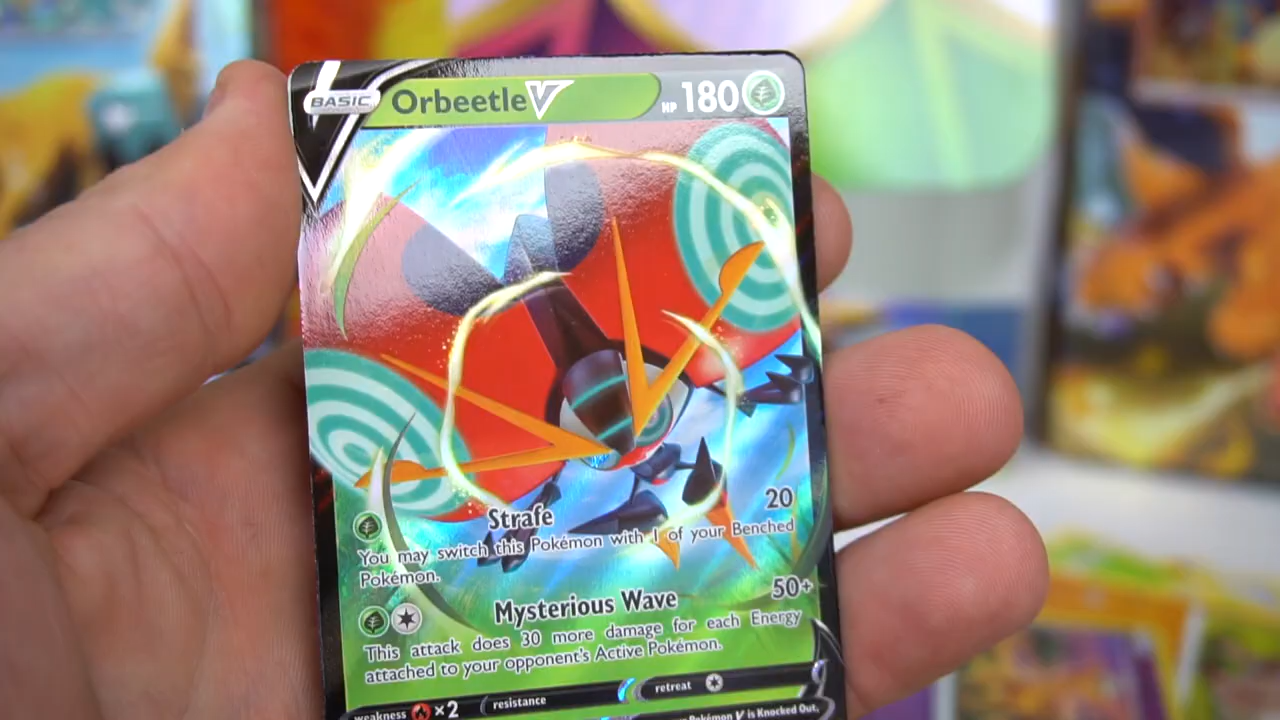 BASIC Orbeetle V HP 180
Strafe 20
You may switch this Pokémon with 1 of your Benched
Pokémon.
Mysterious Wave 50+
This attack does 30 more damage for each Energy
attached to your opponent's Active Pokémon.
weakness ×2 resistance retreat
Pokémon V is Knocked Out,